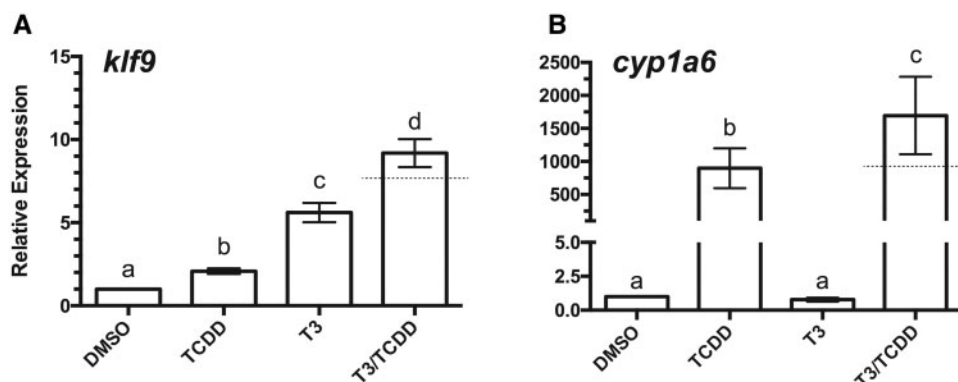 A
klf9
Relative Expression
15
10
5
0
a
b
c
d
DMSO
TCDD
T3
T3/TCDD
B
cyp1a6
2500
2000
1500
1000
500
5.0
2.5
0.0
a
b
a
c
DMSO
TCDD
T3
T3/TCDD